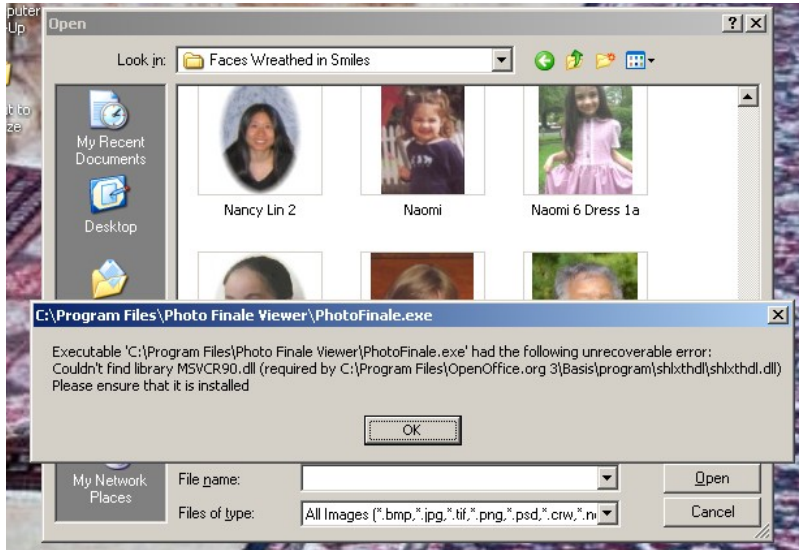 puter
Up
Open
Look in:
Faces Wreathed in Smiles
t to
ze
My Recent
Documents
Desktop
Nancy Lin 2
Naomi
Naomi 6 Dress 1a
C:\Program Files\Photo Finale Viewer\PhotoFinale.exe
Executable 'C:\Program Files\Photo Finale Viewer\PhotoFinale.exe' had the following unrecoverable error:
Couldn't find library MSVCR90.dll (required by C:\Program Files\OpenOffice.org 3\Basis\program\shlxthdl\shlxthdl.dll)
Please ensure that it is installed
OK
My Network
Places
File name:
Open
Files of type:
All Images (*.bmp,*.jpg,*.tif,*.png,*.psd,*.crw,*.n
Cancel